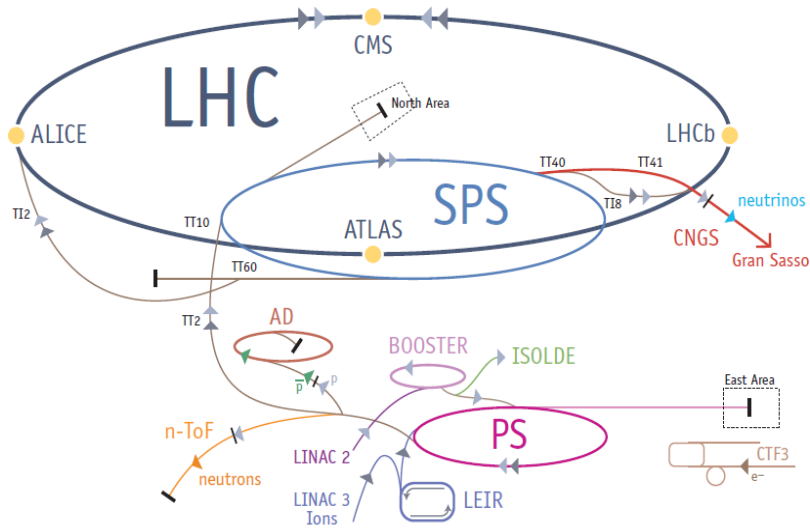 CMS
LHC
North Area
ALICE
LHCb
TT40
TT41
SPS
TI2
TI8
neutrinos
TT10
ATLAS
CNGS
Gran Sasso
TT60
TT2
AD
BOOSTER
ISOLDE
p̅
p
East Area
n-ToF
PS
LINAC 2
CTF3
neutrons
e⁻
LINAC 3
Ions
LEIR